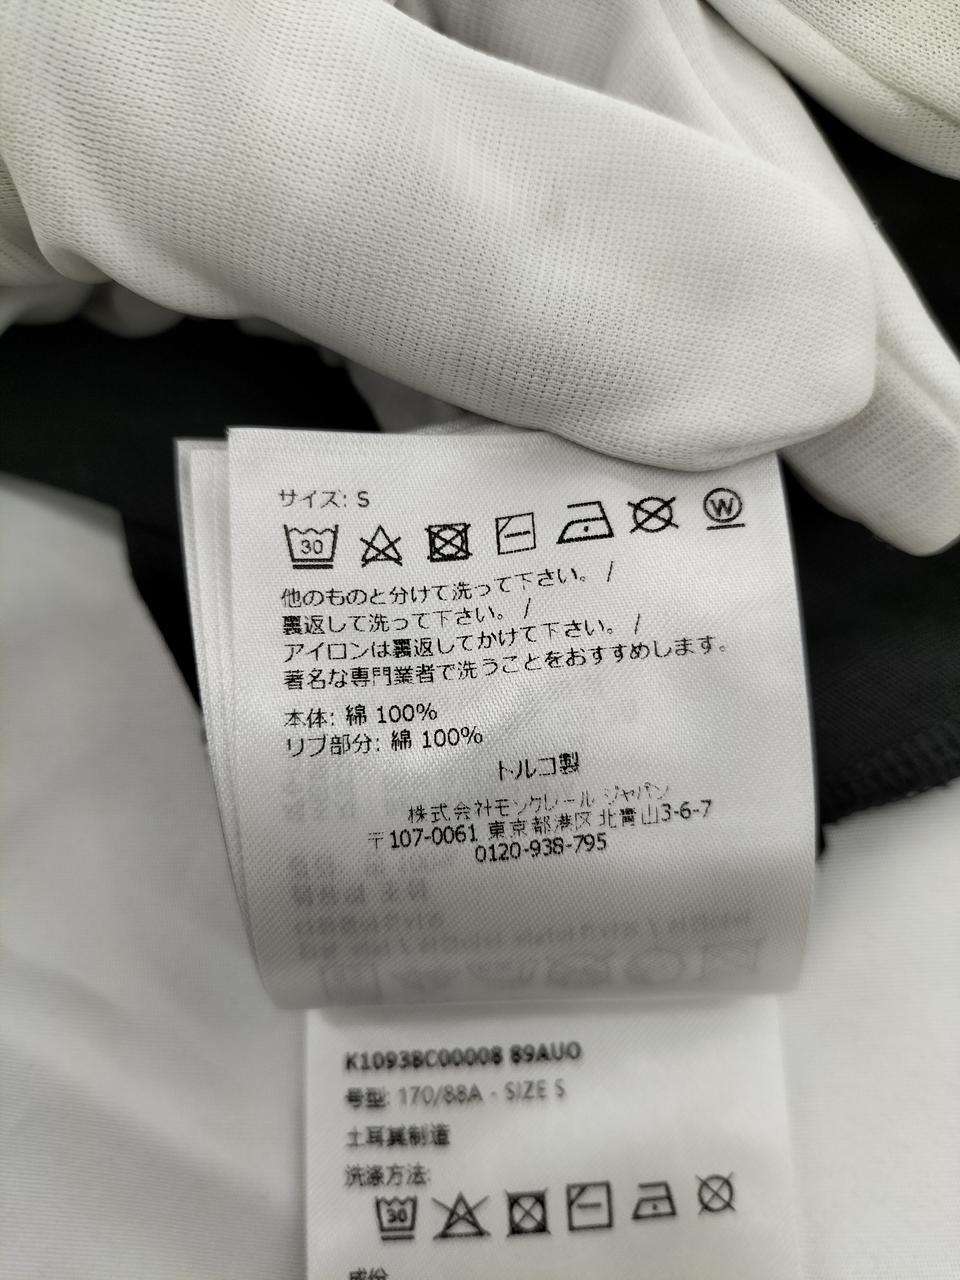 サイズ: S
30
W
他のものと分けて洗って下さい。 /
裏返して洗って下さい。 /
アイロンは裏返してかけて下さい。 /
著名な専門業者で洗うことをおすすめします。
本体: 綿 100%
リブ部分: 綿 100%
トルコ製
株式会社モンクレール ジャパン
〒107-0061 東京都港区 北青山3-6-7
0120-938-795
K1093BC00008 89AUO
号型: 170/88A - SIZE S
土耳其制造
洗涤方法:
30
成份